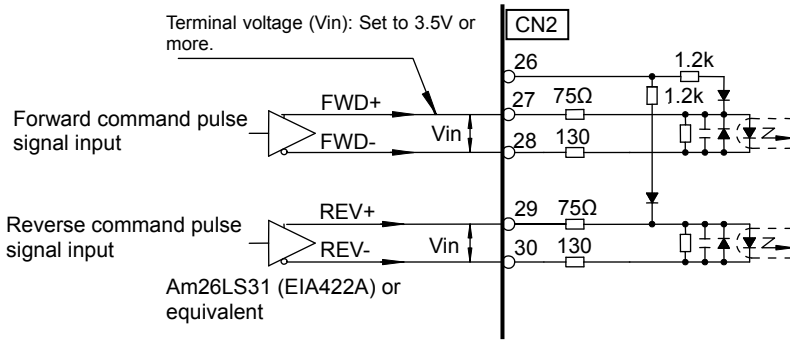 Terminal voltage (Vin): Set to 3.5V or
more.
CN2
26
1.2k
27
75Ω
1.2k
FWD+
Forward command pulse
signal input
Vin
FWD-
28
130
29
75Ω
REV+
Reverse command pulse
signal input
Vin
REV-
30
130
Am26LS31 (EIA422A) or
equivalent